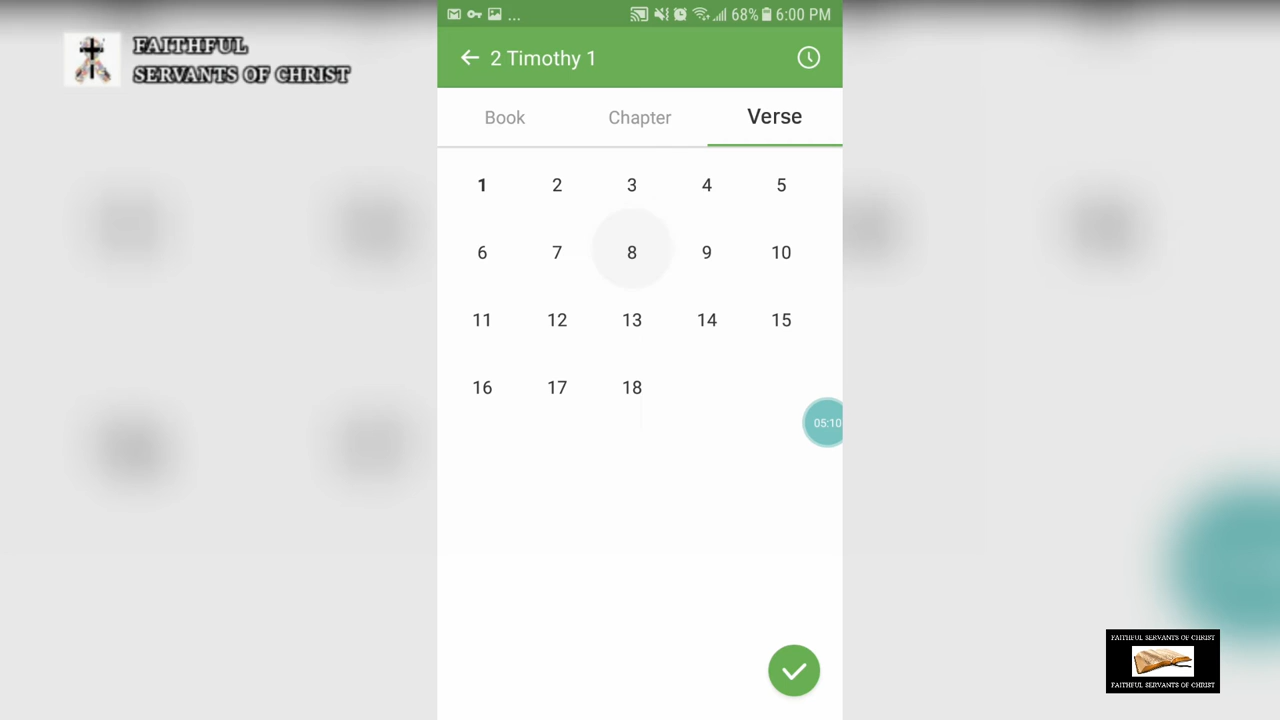 FAITHFUL
SERVANTS OF CHRIST
... 68% 6:00 PM
2 Timothy 1
Book Chapter Verse
1 2 3 4 5
6 7 8 9 10
11 12 13 14 15
16 17 18
05:10
FAITHFUL SERVANTS OF CHRIST
FAITHFUL SERVANTS OF CHRIST